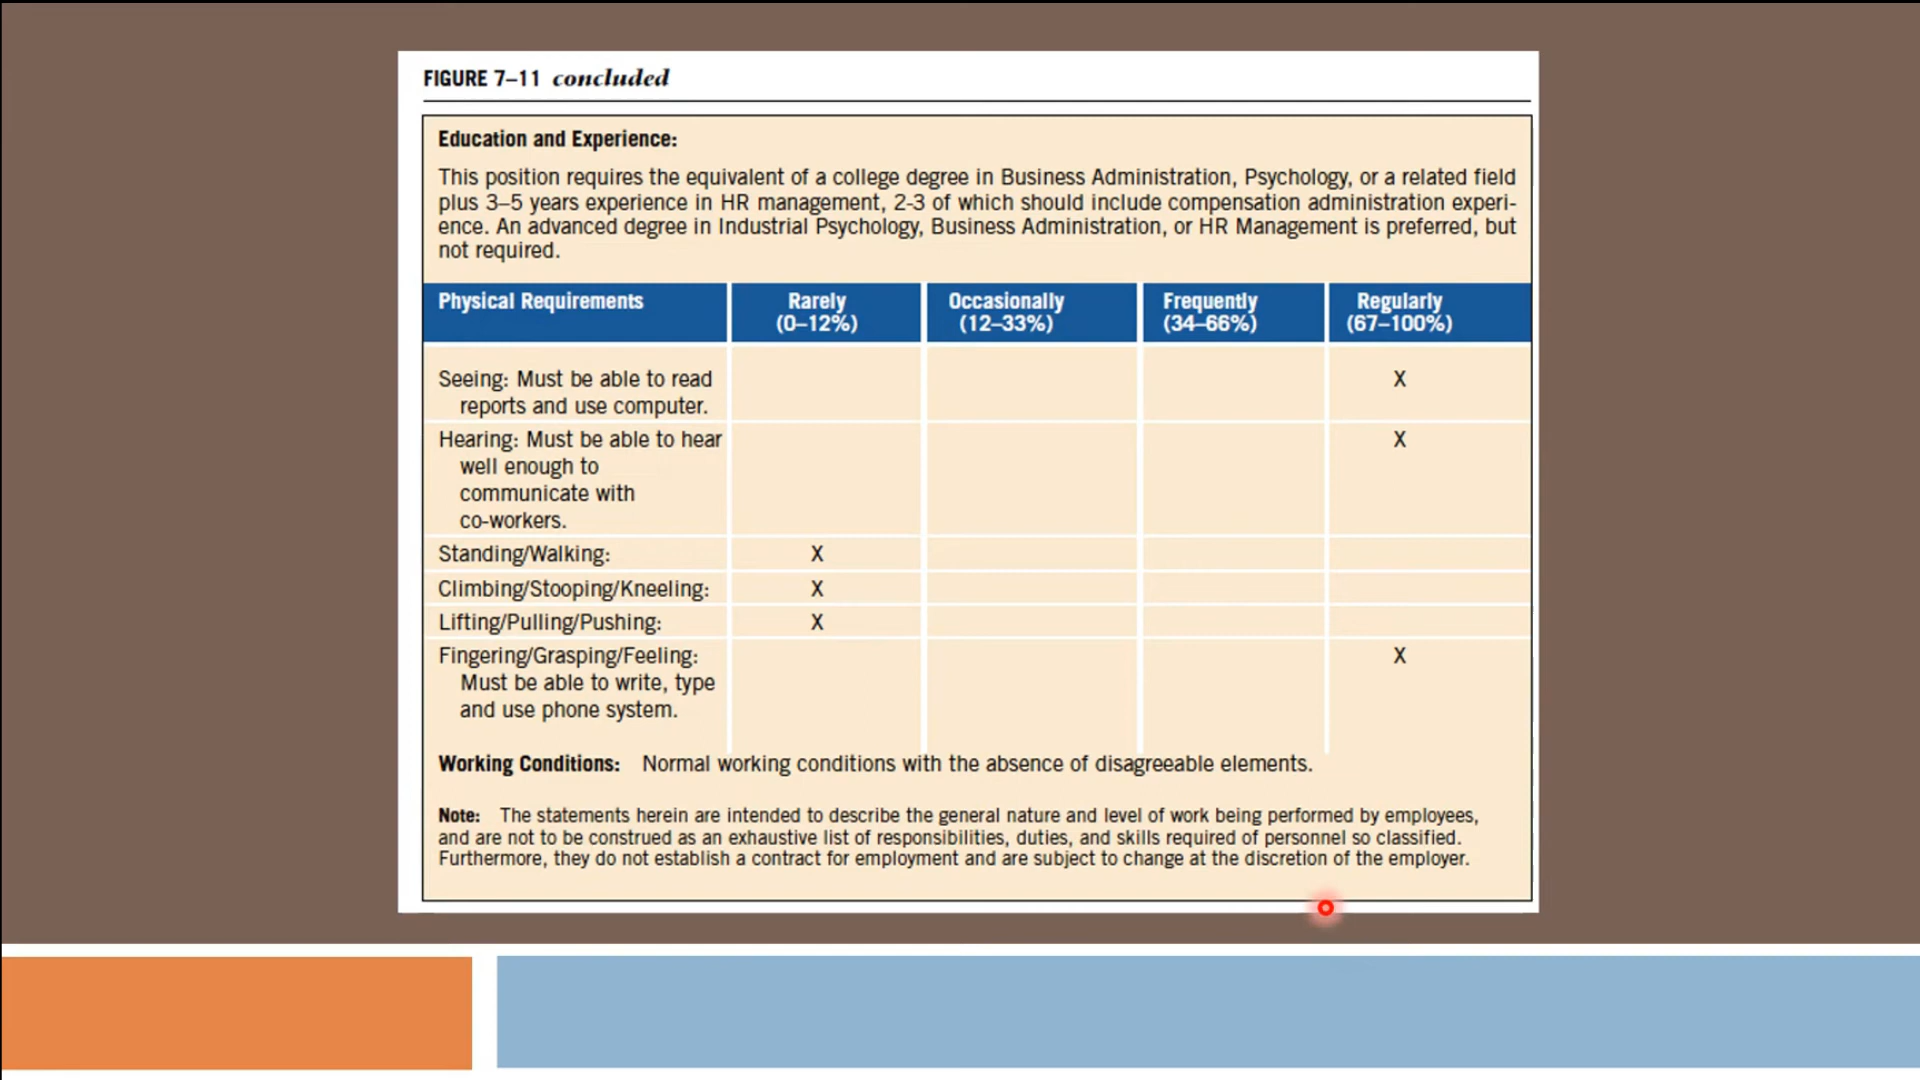 FIGURE 7–11 concluded
Education and Experience:
This position requires the equivalent of a college degree in Business Administration, Psychology, or a related field
plus 3–5 years experience in HR management, 2-3 of which should include compensation administration experi-
ence. An advanced degree in Industrial Psychology, Business Administration, or HR Management is preferred, but
not required.
Physical Requirements Rarely Occasionally Frequently Regularly
(0–12%) (12–33%) (34–66%) (67–100%)
Seeing: Must be able to read X
reports and use computer.
Hearing: Must be able to hear X
well enough to
communicate with
co-workers.
Standing/Walking: X
Climbing/Stooping/Kneeling: X
Lifting/Pulling/Pushing: X
Fingering/Grasping/Feeling: X
Must be able to write, type
and use phone system.
Working Conditions: Normal working conditions with the absence of disagreeable elements.
Note: The statements herein are intended to describe the general nature and level of work being performed by employees,
and are not to be construed as an exhaustive list of responsibilities, duties, and skills required of personnel so classified.
Furthermore, they do not establish a contract for employment and are subject to change at the discretion of the employer.